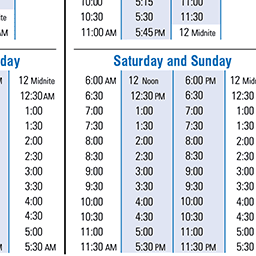 10:00 5:15 11:00
te 10:30 5:30 11:30
AM 11:00 AM 5:45 PM 12 Midnite
day Saturday and Sunday
M 12 Midnite 6:00 AM 12 Noon 6:00 PM 12 Midn
12:30 AM 6:30 12:30 PM 6:30 12:30
1:00 7:00 1:00 7:00 1:00
1:30 7:30 1:30 7:30 1:30
2:00 8:00 2:00 8:00 2:00
2:30 8:30 2:30 8:30 2:30
3:00 9:00 3:00 9:00 3:00
3:30 9:30 3:30 9:30 3:30
4:00 10:00 4:00 10:00 4:00
4:30 10:30 4:30 10:30 4:30
5:00 11:00 5:00 11:00 5:00
M 5:30 AM 11:30 AM 5:30 PM 11:30 PM 5:30